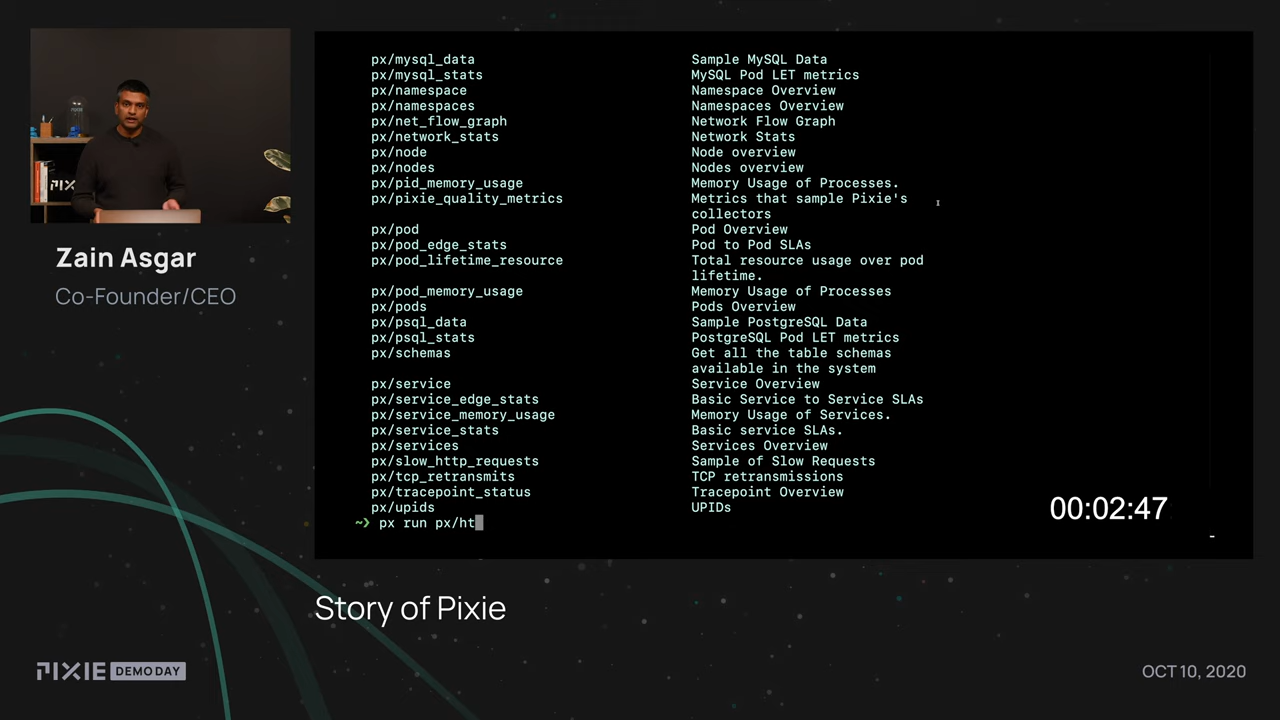 px/mysql_data Sample MySQL Data
px/mysql_stats MySQL Pod LET metrics
px/namespace Namespace Overview
px/namespaces Namespaces Overview
px/net_flow_graph Network Flow Graph
px/network_stats Network Stats
px/node Node overview
px/nodes Nodes overview
px/pid_memory_usage Memory Usage of Processes.
px/pixie_quality_metrics Metrics that sample Pixie's
collectors
px/pod Pod Overview
px/pod_edge_stats Pod to Pod SLAs
px/pod_lifetime_resource Total resource usage over pod
lifetime.
px/pod_memory_usage Memory Usage of Processes
px/pods Pods Overview
px/psql_data Sample PostgreSQL Data
px/psql_stats PostgreSQL Pod LET metrics
px/schemas Get all the table schemas
available in the system
px/service Service Overview
px/service_edge_stats Basic Service to Service SLAs
px/service_memory_usage Memory Usage of Services.
px/service_stats Basic service SLAs.
px/services Services Overview
px/slow_http_requests Sample of Slow Requests
px/tcp_retransmits TCP retransmissions
px/tracepoint_status Tracepoint Overview
px/upids UPIDs
~❯ px run px/ht
00:02:47
PIX
Zain Asgar
Co-Founder/CEO
Story of Pixie
PIXIE DEMO DAY
OCT 10, 2020